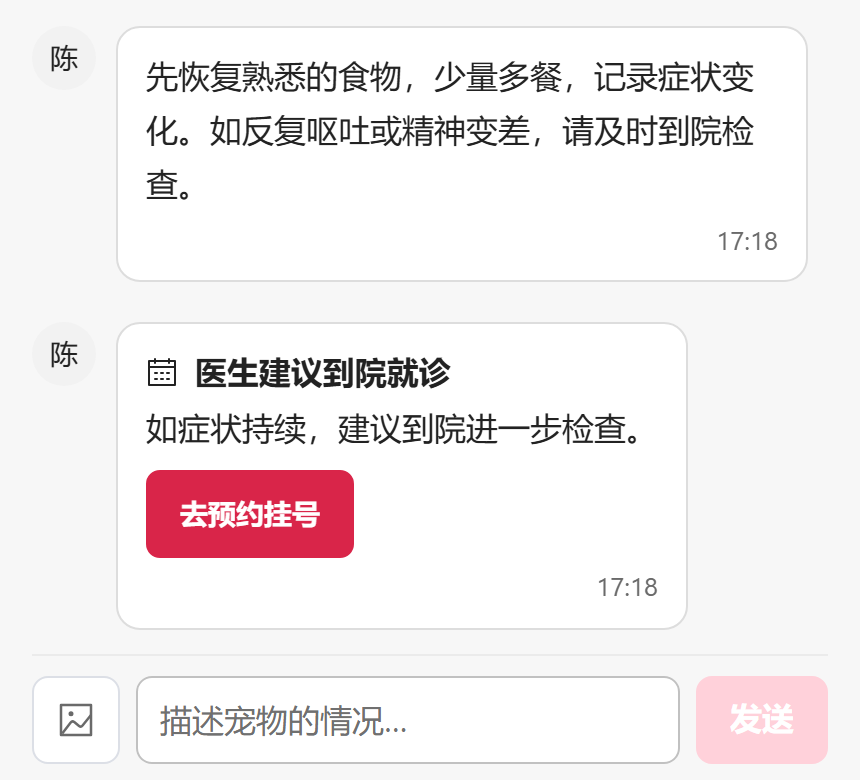 陈
先恢复熟悉的食物，少量多餐，记录症状变
化。如反复呕吐或精神变差，请及时到院检
查。
17:18
陈
医生建议到院就诊
如症状持续，建议到院进一步检查。
去预约挂号
17:18
描述宠物的情况...
发送